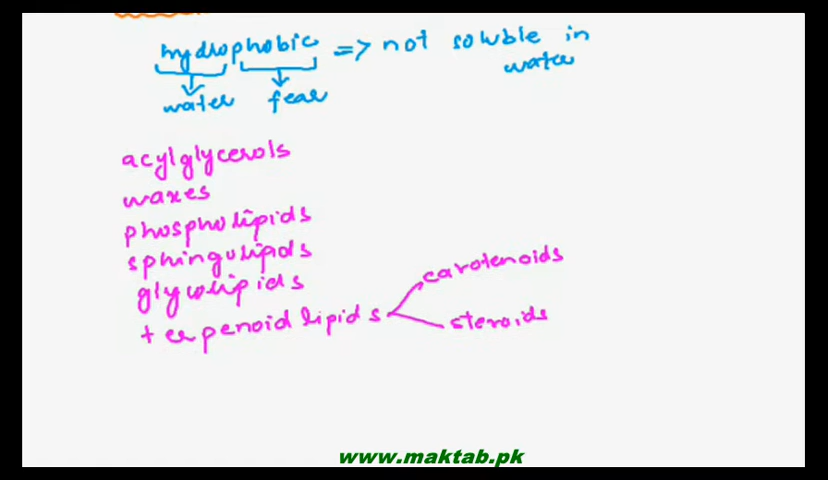 hydrophobic => not soluble in
water
water fear
acylglycerols
waxes
phospholipids
sphingolipids
glycolipids
carotenoids
terpenoid lipids
steroids
www.maktab.pk